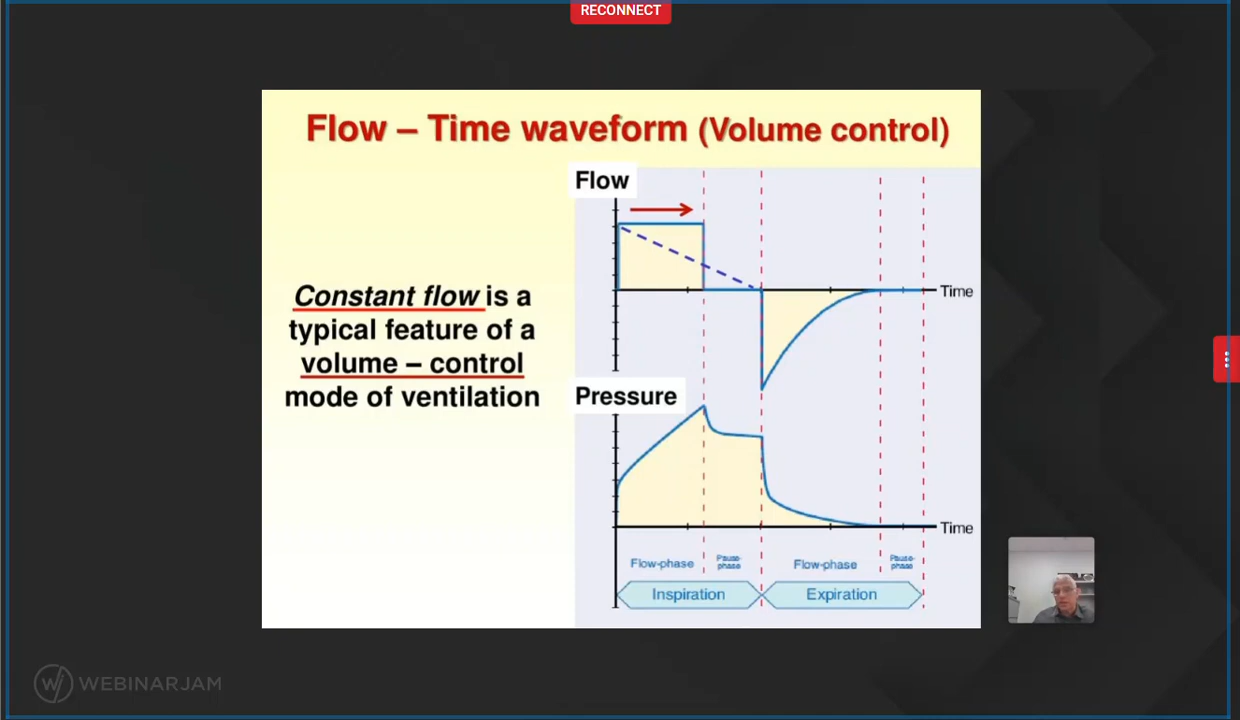 RECONNECT
Flow – Time waveform (Volume control)
Flow
Time
Constant flow is a
typical feature of a
volume – control
mode of ventilation
Pressure
Time
Flow-phase
Pause-
phase
Flow-phase
Pause-
phase
Inspiration
Expiration
WEBINARJAM